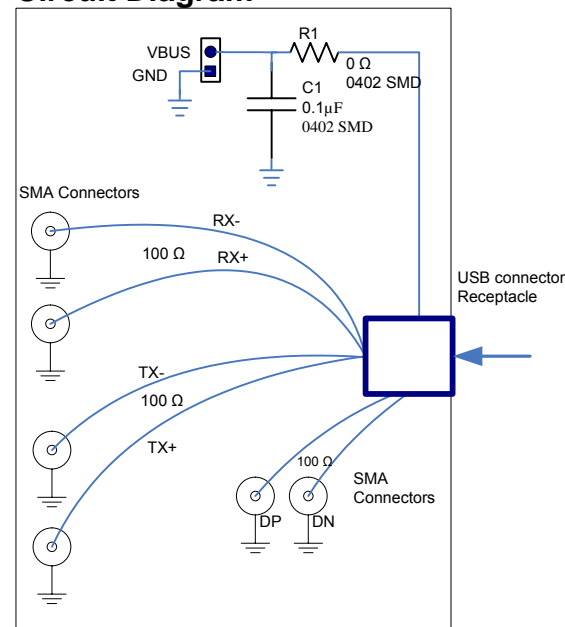 Circuit Diagram
R1
VBUS
0 Ω
GND
0402 SMD
C1
0.1µF
0402 SMD
SMA Connectors
RX-
100 Ω
RX+
USB connector
Receptacle
TX-
100 Ω
TX+
100 Ω
SMA
Connectors
DP
DN